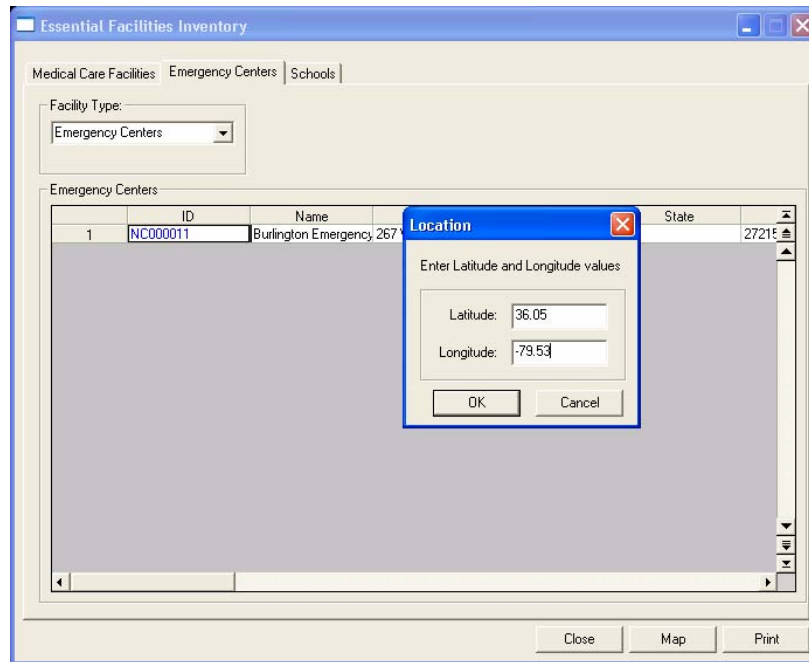 Essential Facilities Inventory
Medical Care Facilities Emergency Centers Schools
Facility Type:
Emergency Centers
Emergency Centers
ID Name State
1 NC000011 Burlington Emergency 267 27215
Location
Enter Latitude and Longitude values
Latitude: 36.05
Longitude: -79.53
OK Cancel
Close Map Print